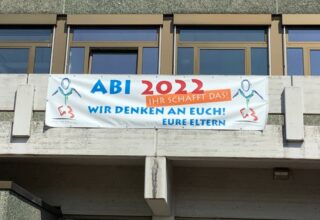 ABI 2022
IHR SCHAFFT DAS!
WIR DENKEN AN EUCH!
EURE ELTERN